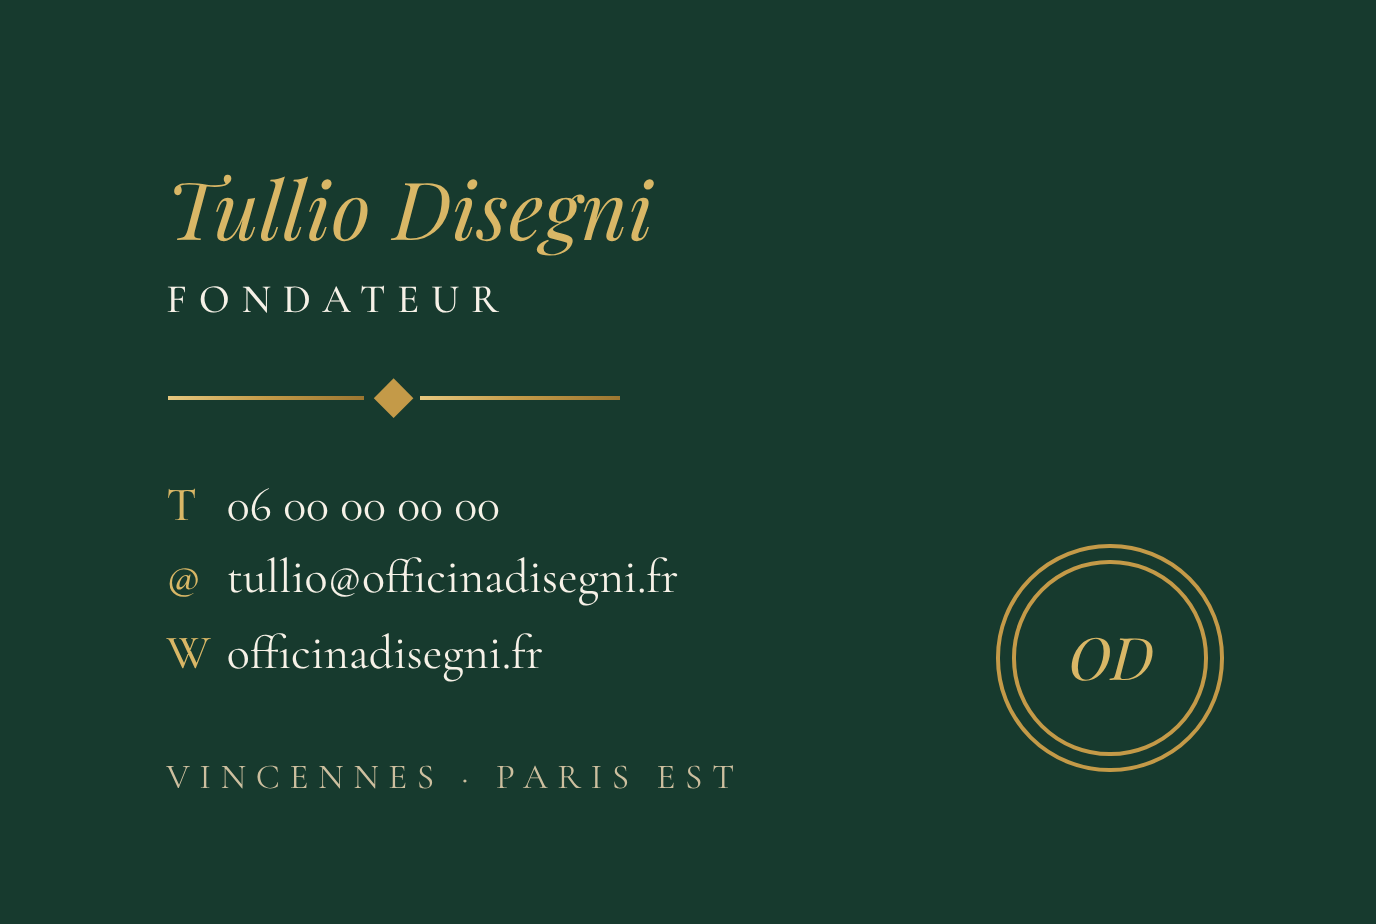 Tullio Disegni
FONDATEUR
T 06 00 00 00 00
@ tullio@officinadisegni.fr
W officinadisegni.fr
OD
VINCENNES · PARIS EST